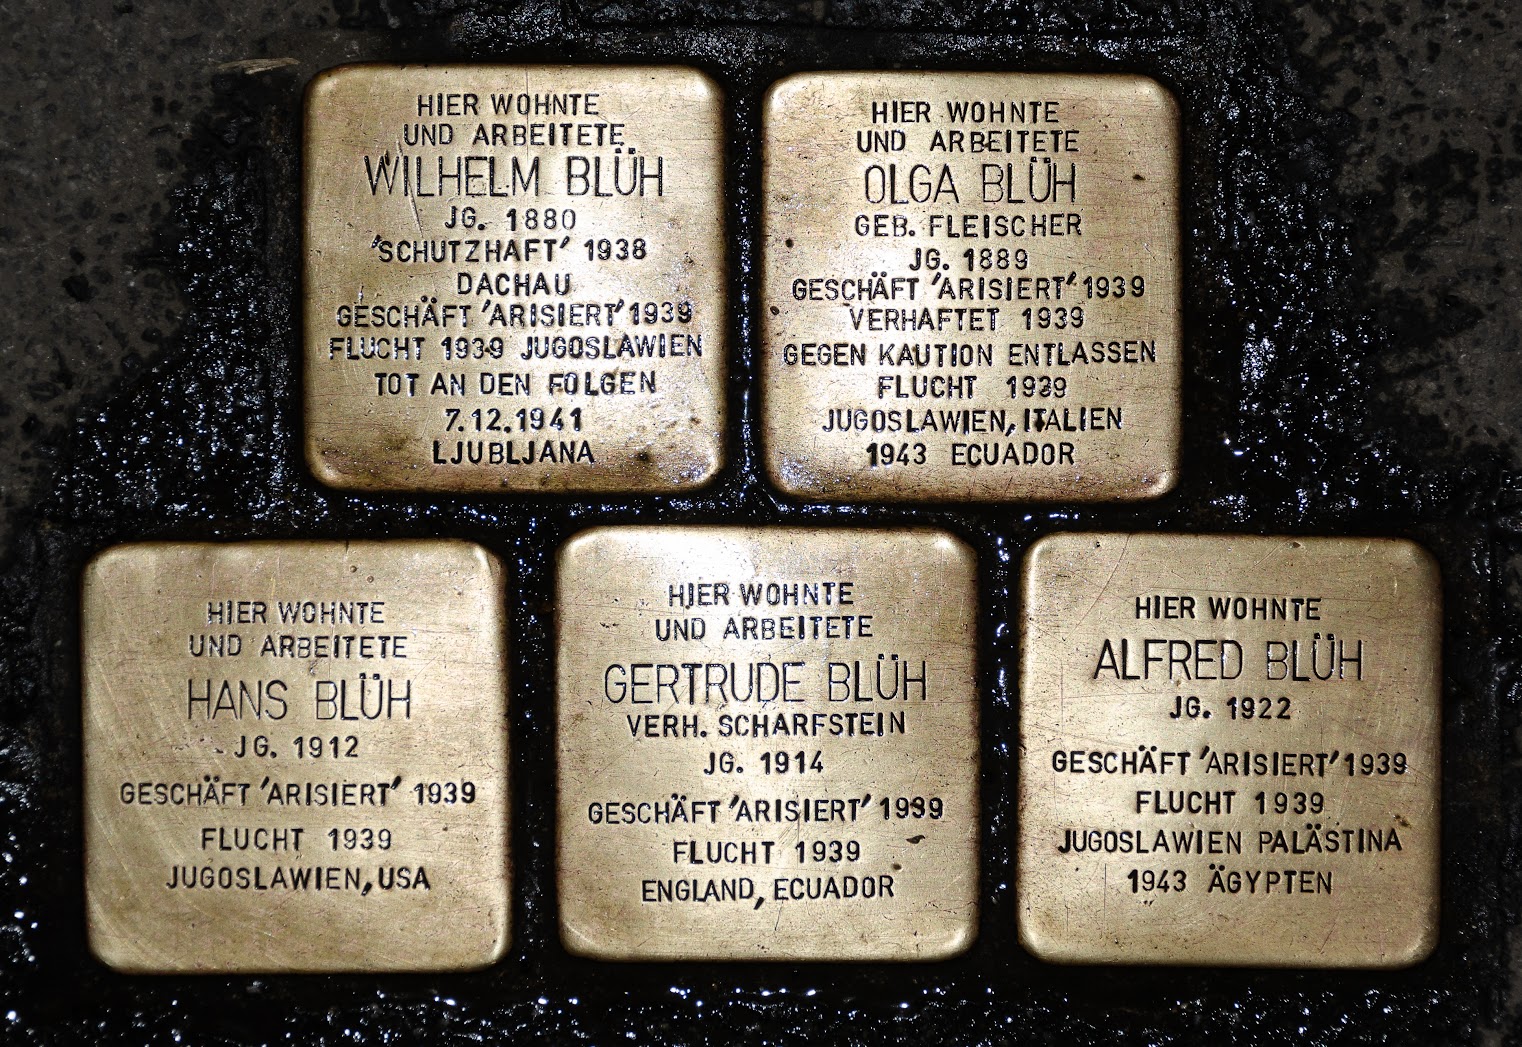 HIER WOHNTE
UND ARBEITETE
WILHELM BLÜH
JG. 1880
'SCHUTZHAFT' 1938
DACHAU
GESCHÄFT 'ARISIERT' 1939
FLUCHT 1939 JUGOSLAWIEN
TOT AN DEN FOLGEN
7.12.1941
LJUBLJANA
HIER WOHNTE
UND ARBEITETE
OLGA BLÜH
GEB. FLEISCHER
JG. 1889
GESCHÄFT 'ARISIERT' 1939
VERHAFTET 1939
GEGEN KAUTION ENTLASSEN
FLUCHT 1939
JUGOSLAWIEN, ITALIEN
1943 ECUADOR
HIER WOHNTE
UND ARBEITETE
HANS BLÜH
JG. 1912
GESCHÄFT 'ARISIERT' 1939
FLUCHT 1939
JUGOSLAWIEN, USA
HIER WOHNTE
UND ARBEITETE
GERTRUDE BLÜH
VERH. SCHARFSTEIN
JG. 1914
GESCHÄFT 'ARISIERT' 1939
FLUCHT 1939
ENGLAND, ECUADOR
HIER WOHNTE
ALFRED BLÜH
JG. 1922
GESCHÄFT 'ARISIERT' 1939
FLUCHT 1939
JUGOSLAWIEN PALÄSTINA
1943 ÄGYPTEN